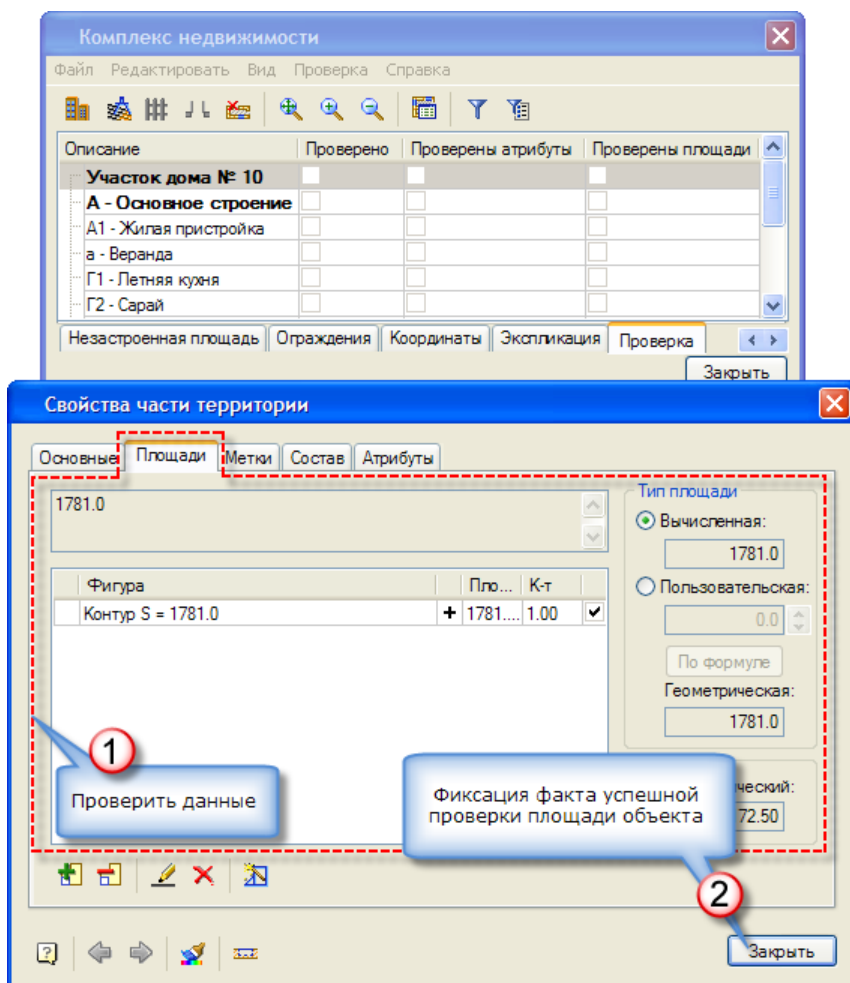 Комплекс недвижимости
Файл Редактировать Вид Проверка Справка
Описание Проверено Проверены атрибуты Проверены площади
Участок дома № 10
А - Основное строение
А1 - Жилая пристройка
а - Веранда
Г1 - Летняя кухня
Г2 - Сарай
Незастроенная площадь Ограждения Координаты Экспликация Проверка
Закрыть
Свойства части территории
Основные Площади Метки Состав Атрибуты
1781.0
Тип площади
Вычисленная:
1781.0
Фигура Пло... К-т
Пользовательская:
Контур S = 1781.0 + 1781.... 1.00
0.0
По формуле
Геометрическая:
1781.0
1
Проверить данные
Фиксация факта успешной
проверки площади объекта
ческий:
72.50
2
Закрыть